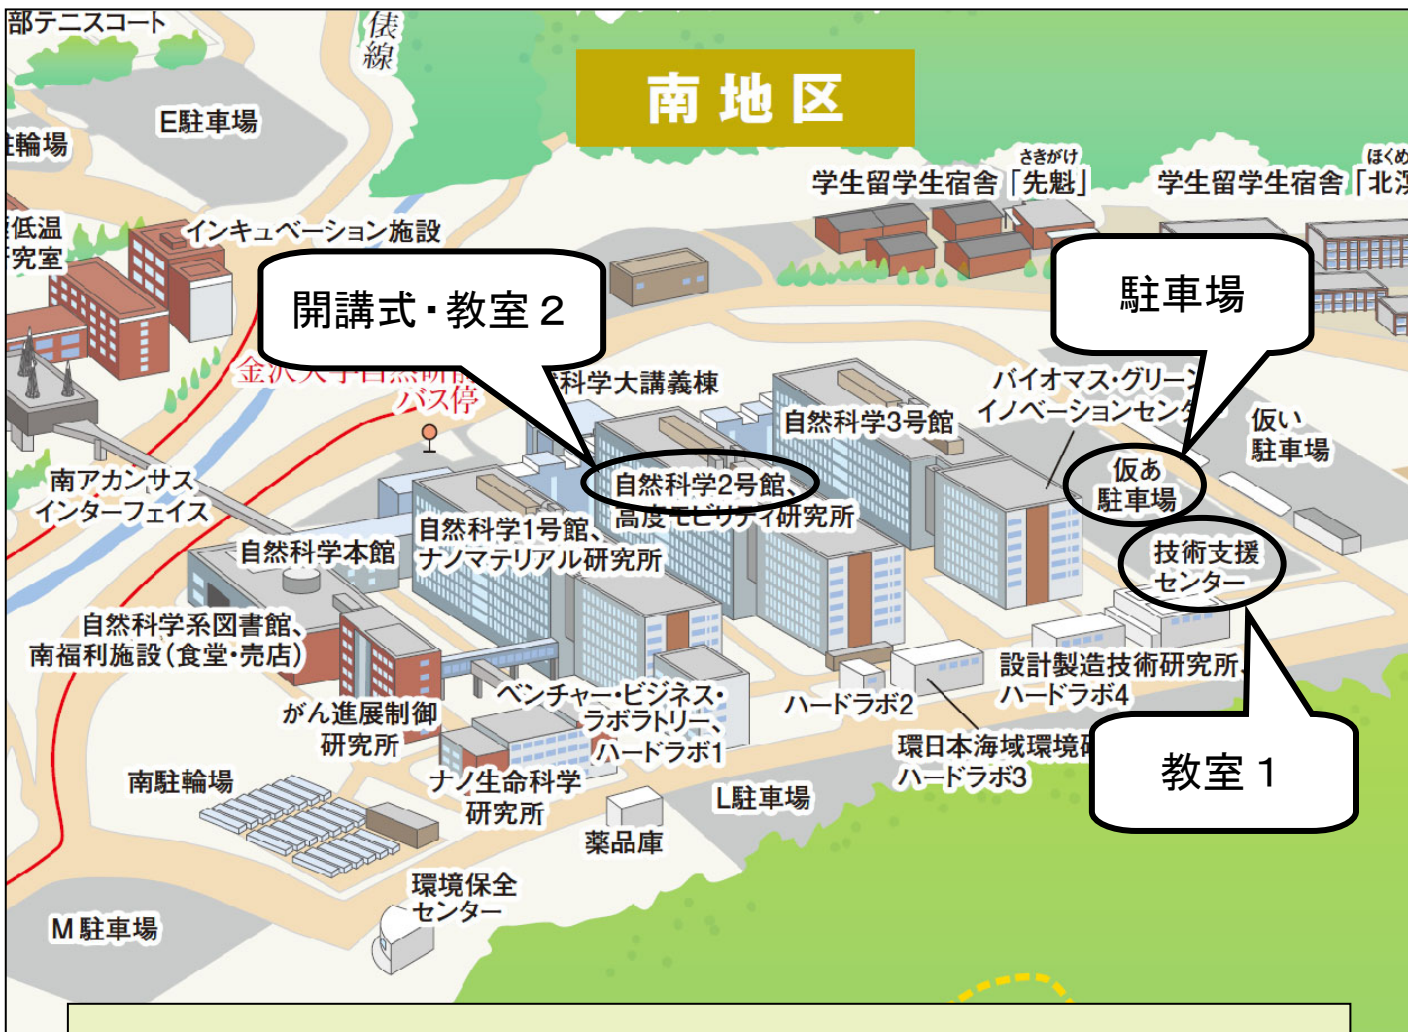 部テニスコート
俵線
南地区
E駐車場
駐輪場
さきがけ
学生留学生宿舎「先魁」
ほくめ
学生留学生宿舎「北溟
低温
究室
インキュベーション施設
開講式・教室２
駐車場
金沢大学自然研前
バス停
科学大講義棟
自然科学3号館
バイオマス・グリーン
イノベーションセンタ
仮い
駐車場
仮あ
駐車場
南アカンサス
インターフェイス
自然科学2号館、
高度モビリティ研究所
自然科学1号館、
ナノマテリアル研究所
自然科学本館
技術支援
センター
自然科学系図書館、
南福利施設（食堂・売店）
設計製造技術研究所、
ハードラボ4
ベンチャー・ビジネス・
ラボラトリー、
ハードラボ1
ハードラボ2
がん進展制御
研究所
環日本海域環境研
ハードラボ3
教室１
南駐輪場
ナノ生命科学
研究所
L駐車場
薬品庫
環境保全
センター
M駐車場